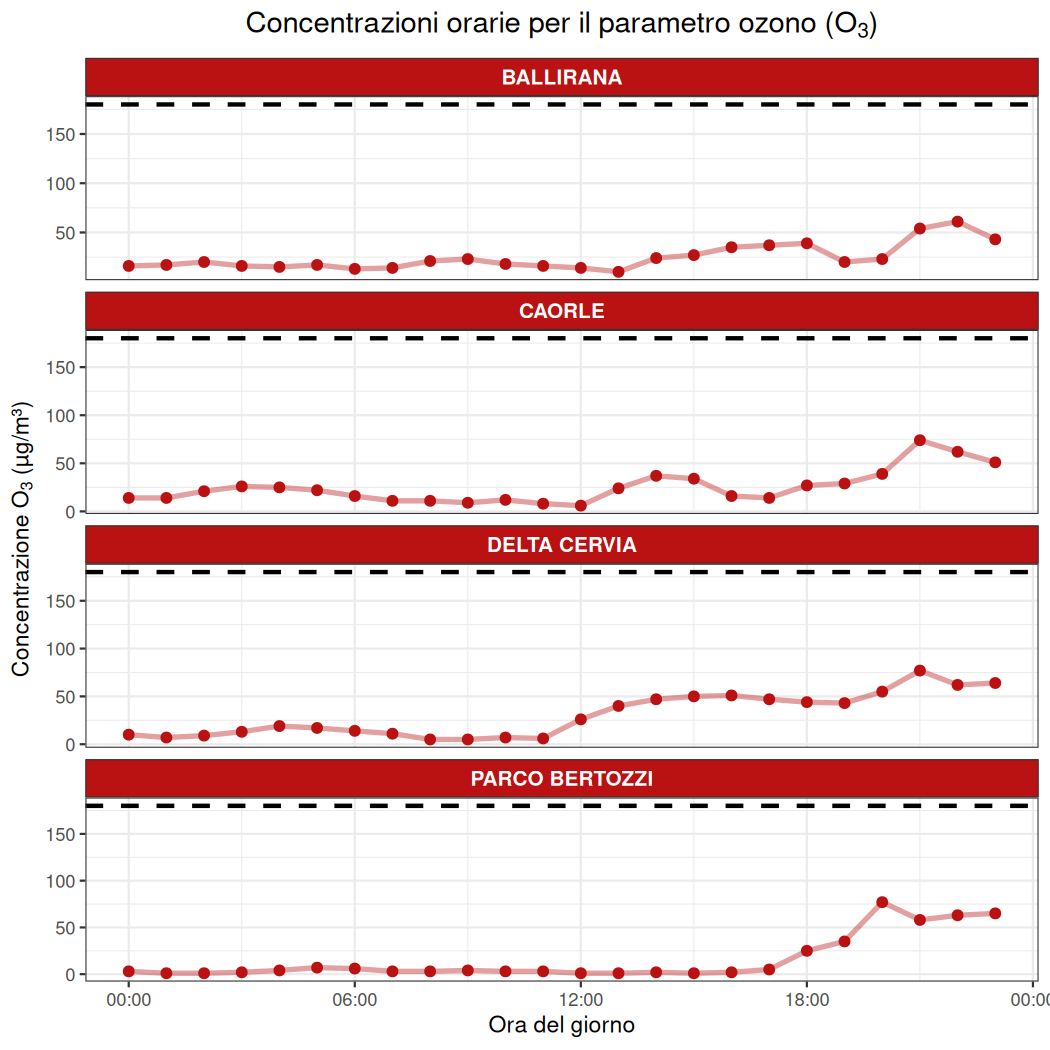 Concentrazioni orarie per il parametro ozono (O₃)
BALLIRANA
150
100
50
CAORLE
150
100
50
0
DELTA CERVIA
150
100
50
0
PARCO BERTOZZI
150
100
50
0
Concentrazione O₃ (µg/m³)
00:00 06:00 12:00 18:00 00:0
Ora del giorno